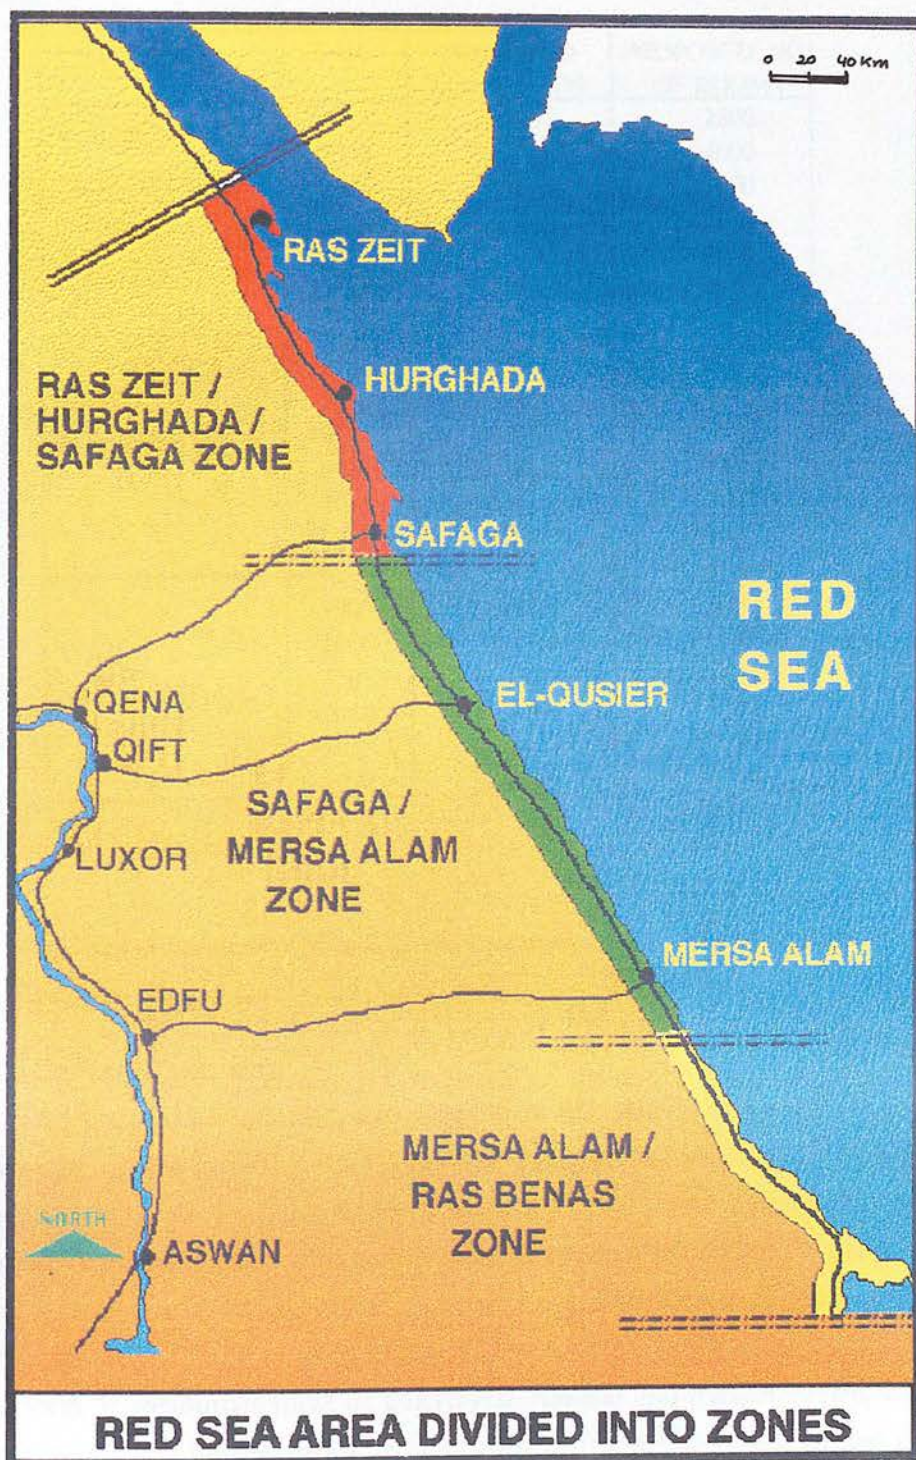 0 20 40 Km
RAS ZEIT
HURGHADA
RAS ZEIT /
HURGHADA /
SAFAGA ZONE
SAFAGA
RED
SEA
QENA
EL-QUSIER
QIFT
SAFAGA /
MERSA ALAM
ZONE
LUXOR
MERSA ALAM
EDFU
MERSA ALAM /
RAS BENAS
ZONE
NORTH
ASWAN
RED SEA AREA DIVIDED INTO ZONES